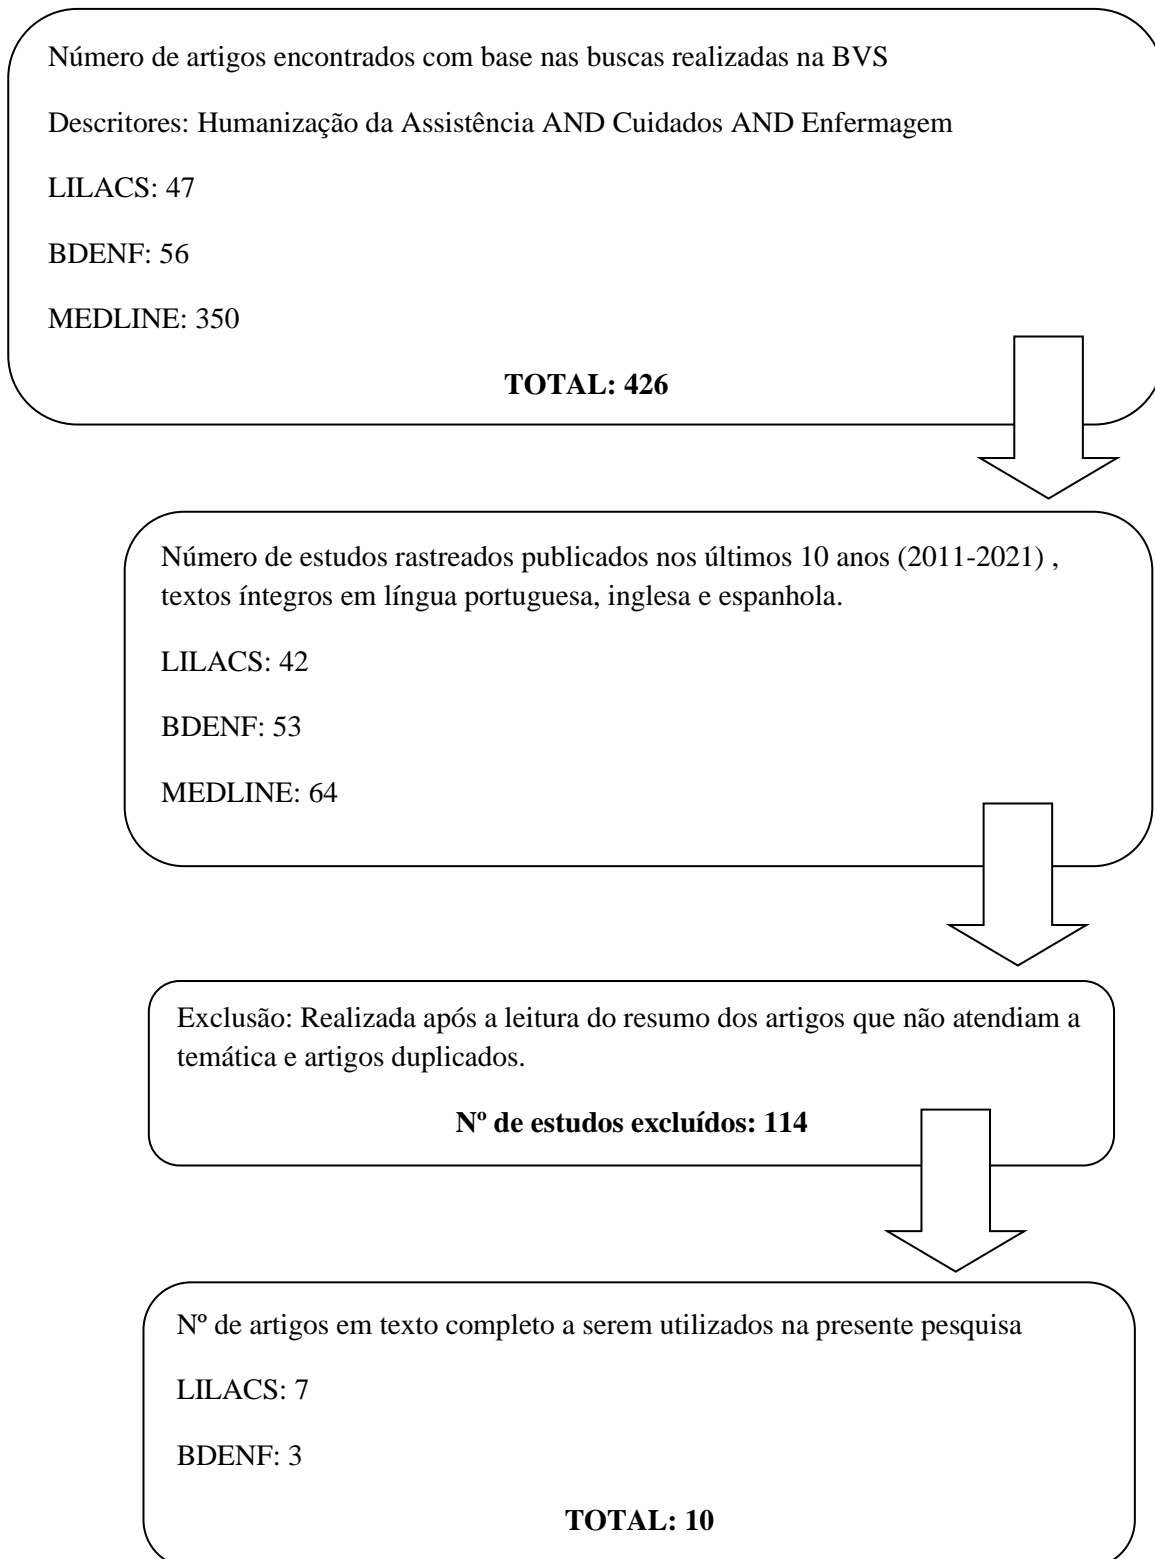 Número de artigos encontrados com base nas buscas realizadas na BVS
Descritores: Humanização da Assistência AND Cuidados AND Enfermagem
LILACS: 47
BDENF: 56
MEDLINE: 350
TOTAL: 426
Número de estudos rastreados publicados nos últimos 10 anos (2011-2021) ,
textos íntegros em língua portuguesa, inglesa e espanhola.
LILACS: 42
BDENF: 53
MEDLINE: 64
Exclusão: Realizada após a leitura do resumo dos artigos que não atendiam a
temática e artigos duplicados.
Nº de estudos excluídos: 114
Nº de artigos em texto completo a serem utilizados na presente pesquisa
LILACS: 7
BDENF: 3
TOTAL: 10